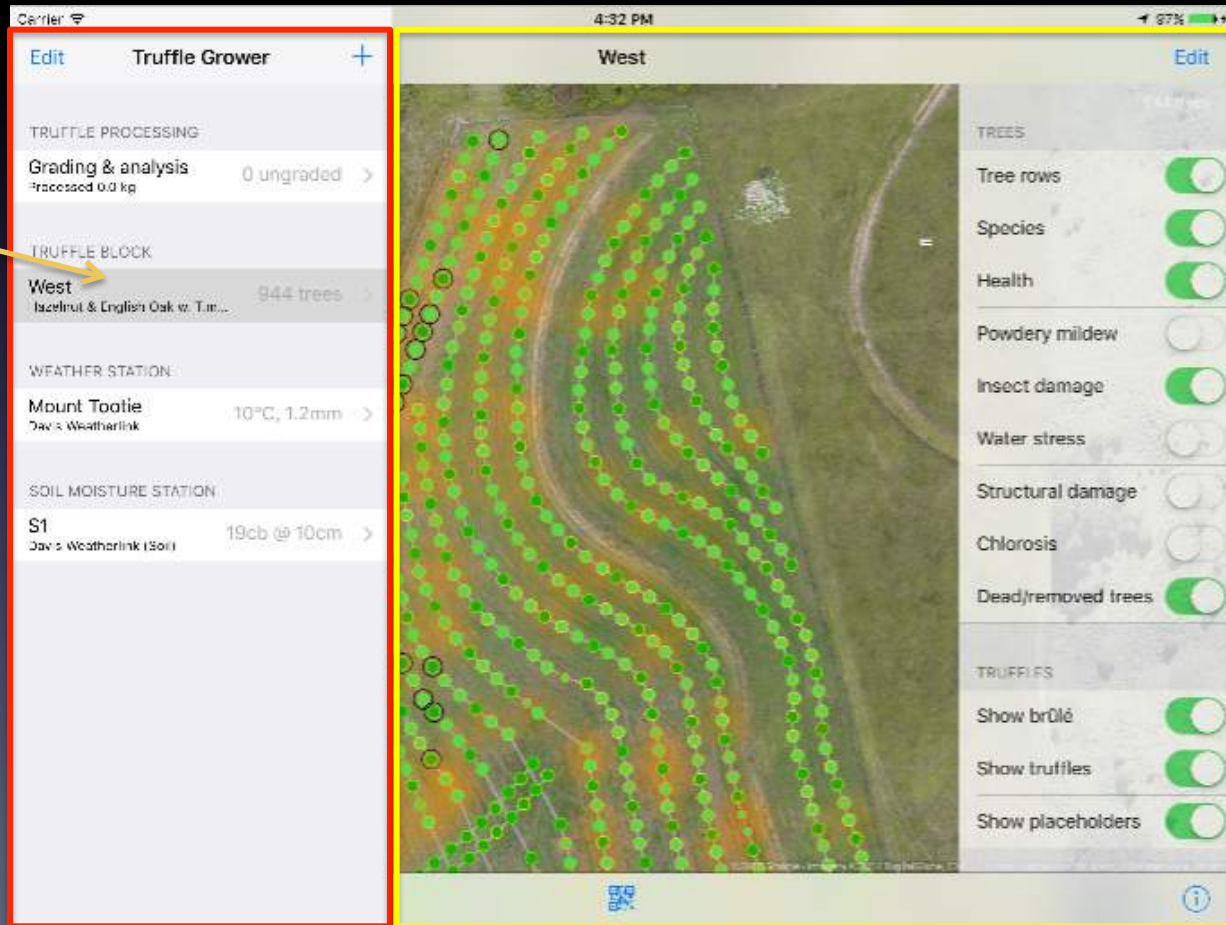 Carrier
4:32 PM
97%
Edit
Truffle Grower
+
West
Edit
TRUFFLE PROCESSING
Grading & analysis
0 ungraded
Processed 0.0 kg
TRUFFLE BLOCK
West
944 trees
Hazelnut & English Oak w. T.m...
WEATHER STATION
Mount Tootie
10°C, 1.2mm
Davis Weatherlink
SOIL MOISTURE STATION
S1
19cb @ 10cm
Davis Weatherlink (Soil)
TREES
Tree rows
Species
Health
Powdery mildew
Insect damage
Water stress
Structural damage
Chlorosis
Dead/removed trees
TRUFFLES
Show brûlé
Show truffles
Show placeholders